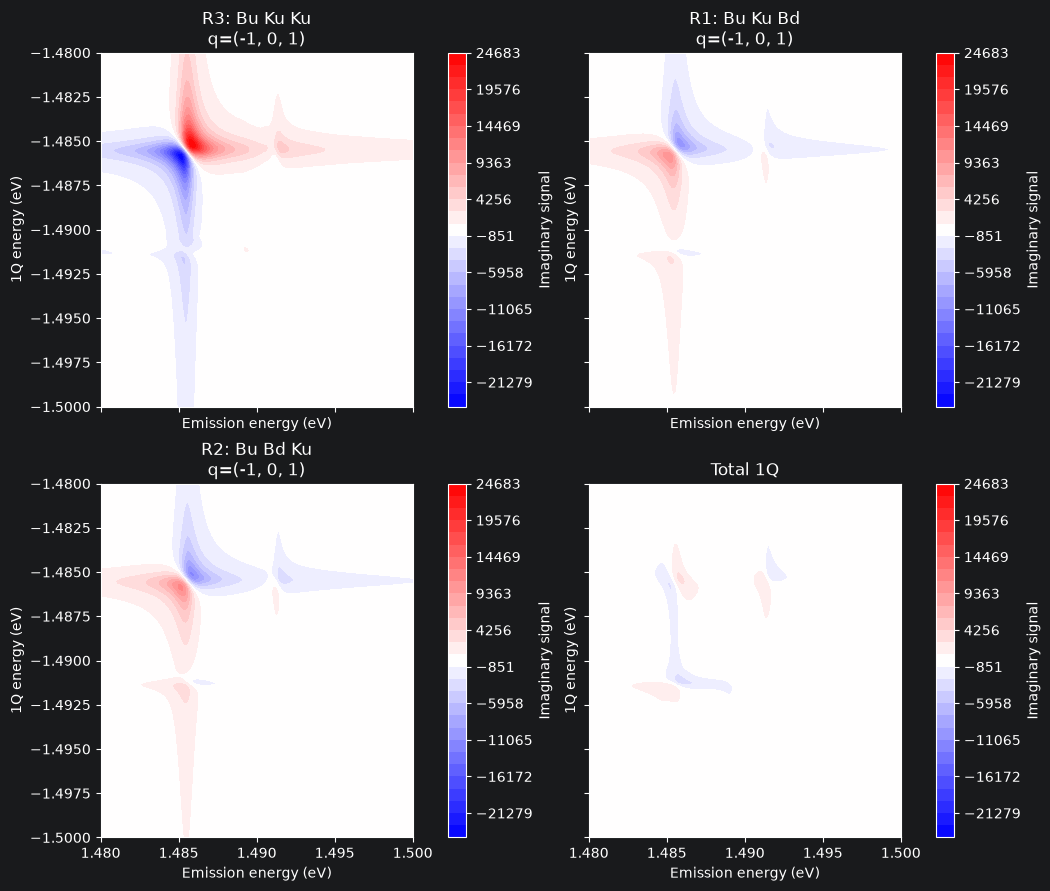 R3: Bu Ku Ku
q=(-1, 0, 1)
−1.4800
−1.4825
−1.4850
−1.4875
−1.4900
−1.4925
−1.4950
−1.4975
−1.5000
1Q energy (eV)
Emission energy (eV)
24683
19576
14469
9363
4256
−851
−5958
−11065
−16172
−21279
Imaginary signal
R1: Bu Ku Bd
q=(-1, 0, 1)
1Q energy (eV)
Emission energy (eV)
24683
19576
14469
9363
4256
−851
−5958
−11065
−16172
−21279
Imaginary signal
R2: Bu Bd Ku
q=(-1, 0, 1)
−1.4800
−1.4825
−1.4850
−1.4875
−1.4900
−1.4925
−1.4950
−1.4975
−1.5000
1Q energy (eV)
1.480 1.485 1.490 1.495 1.500
Emission energy (eV)
24683
19576
14469
9363
4256
−851
−5958
−11065
−16172
−21279
Imaginary signal
Total 1Q
1Q energy (eV)
1.480 1.485 1.490 1.495 1.500
Emission energy (eV)
24683
19576
14469
9363
4256
−851
−5958
−11065
−16172
−21279
Imaginary signal